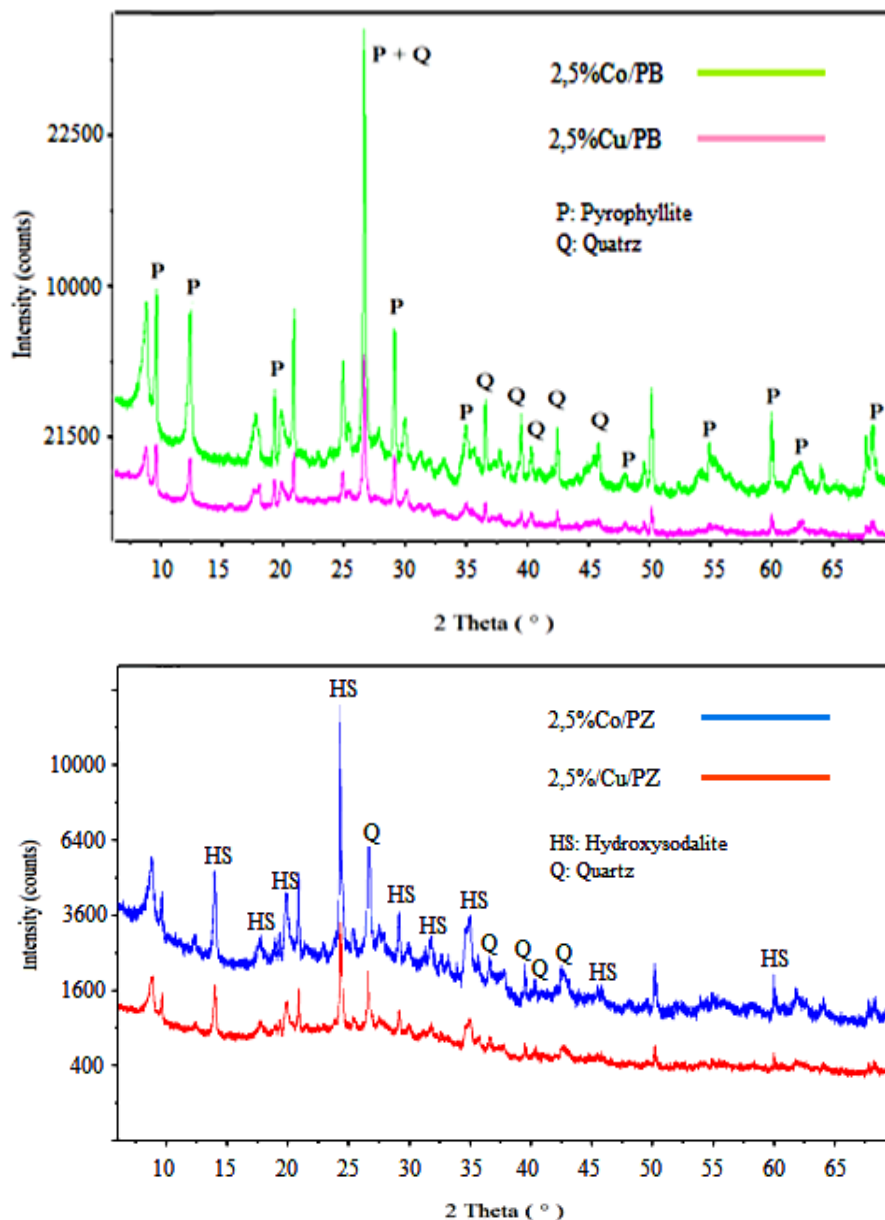 P + Q
2,5%Co/PB
2,5%Cu/PB
P: Pyrophyllite
Q: Quatrz
Intensity (counts)
22500
10000
21500
P
P
P
P
P
Q
Q
Q
Q
Q
P
P
P
P
P
10 15 20 25 30 35 40 45 50 55 60 65
2 Theta ( ° )
HS
2,5%Co/PZ
2,5%/Cu/PZ
HS: Hydroxysodalite
Q: Quartz
Intensity (counts)
10000
6400
3600
1600
400
HS
HS
HS
Q
HS
HS
HS
Q
Q
Q
Q
HS
HS
10 15 20 25 30 35 40 45 50 55 60 65
2 Theta ( ° )